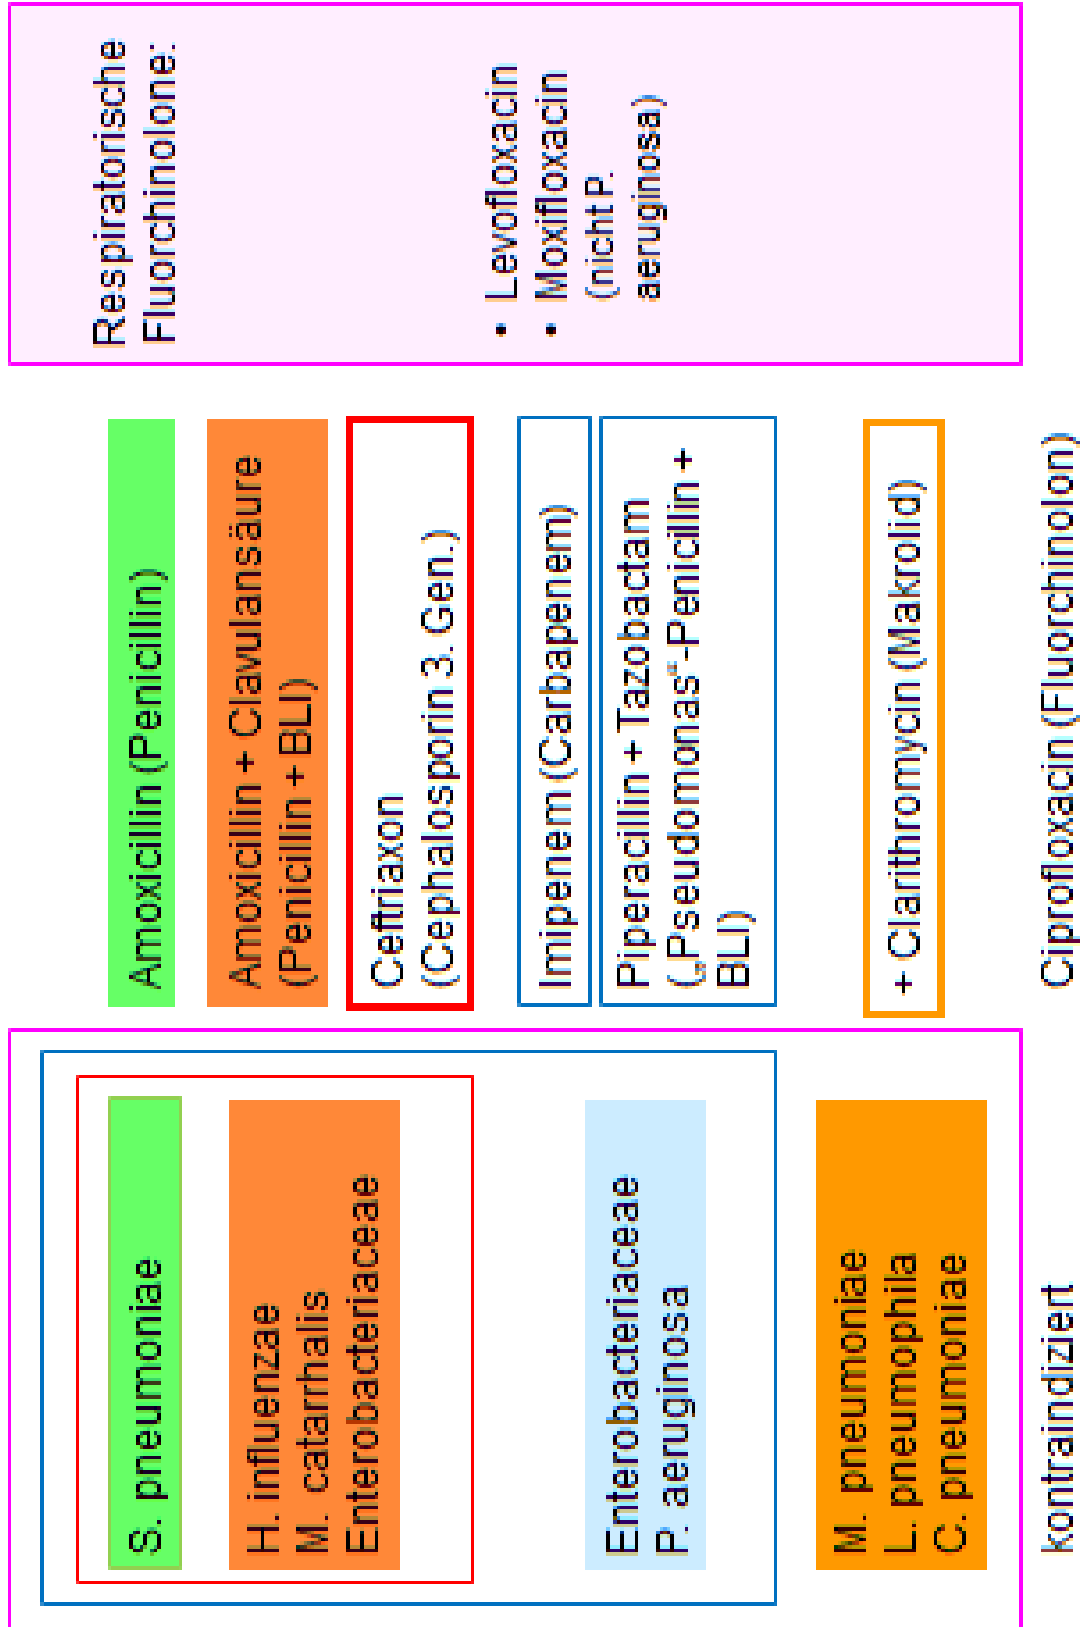 S. pneumoniae
H. influenzae
M. catarrhalis
Enterobacteriaceae
Enterobacteriaceae
P. aeruginosa
M. pneumoniae
L. pneumophila
C. pneumoniae
kontraindiziert
Amoxicillin (Penicillin)
Amoxicillin + Clavulansäure
(Penicillin + BLI)
Ceftriaxon
(Cephalosporin 3. Gen.)
Imipenem (Carbapenem)
Piperacillin + Tazobactam
(„Pseudomonas“-Penicillin +
BLI)
+ Clarithromycin (Makrolid)
Ciprofloxacin (Fluorchinolon)
Respiratorische
Fluorchinolone:
• Levofloxacin
• Moxifloxacin
(nicht P.
aeruginosa)